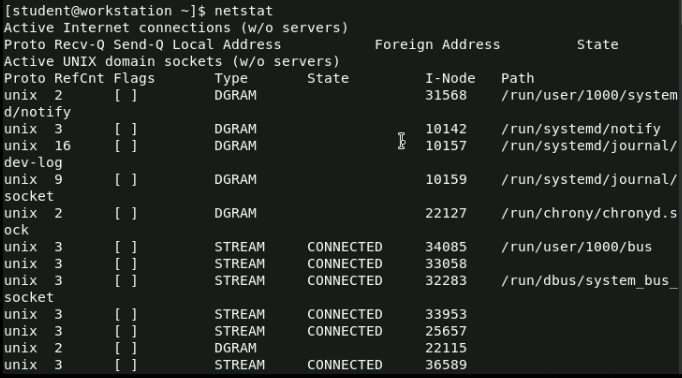 [student@workstation ~]$ netstat
Active Internet connections (w/o servers)
Proto Recv-Q Send-Q Local Address           Foreign Address         State
Active UNIX domain sockets (w/o servers)
Proto RefCnt Flags       Type       State         I-Node   Path
unix  2      [ ]         DGRAM                    31568    /run/user/1000/system
d/notify
unix  3      [ ]         DGRAM                    10142    /run/systemd/notify
unix  16     [ ]         DGRAM                    10157    /run/systemd/journal/
dev-log
unix  9      [ ]         DGRAM                    10159    /run/systemd/journal/
socket
unix  2      [ ]         DGRAM                    22127    /run/chrony/chronyd.s
ock
unix  3      [ ]         STREAM     CONNECTED     34085    /run/user/1000/bus
unix  3      [ ]         STREAM     CONNECTED     33058
unix  3      [ ]         STREAM     CONNECTED     32283    /run/dbus/system_bus_
socket
unix  3      [ ]         STREAM     CONNECTED     33953
unix  3      [ ]         STREAM     CONNECTED     25657
unix  2      [ ]         DGRAM                    22115
unix  3      [ ]         STREAM     CONNECTED     36589